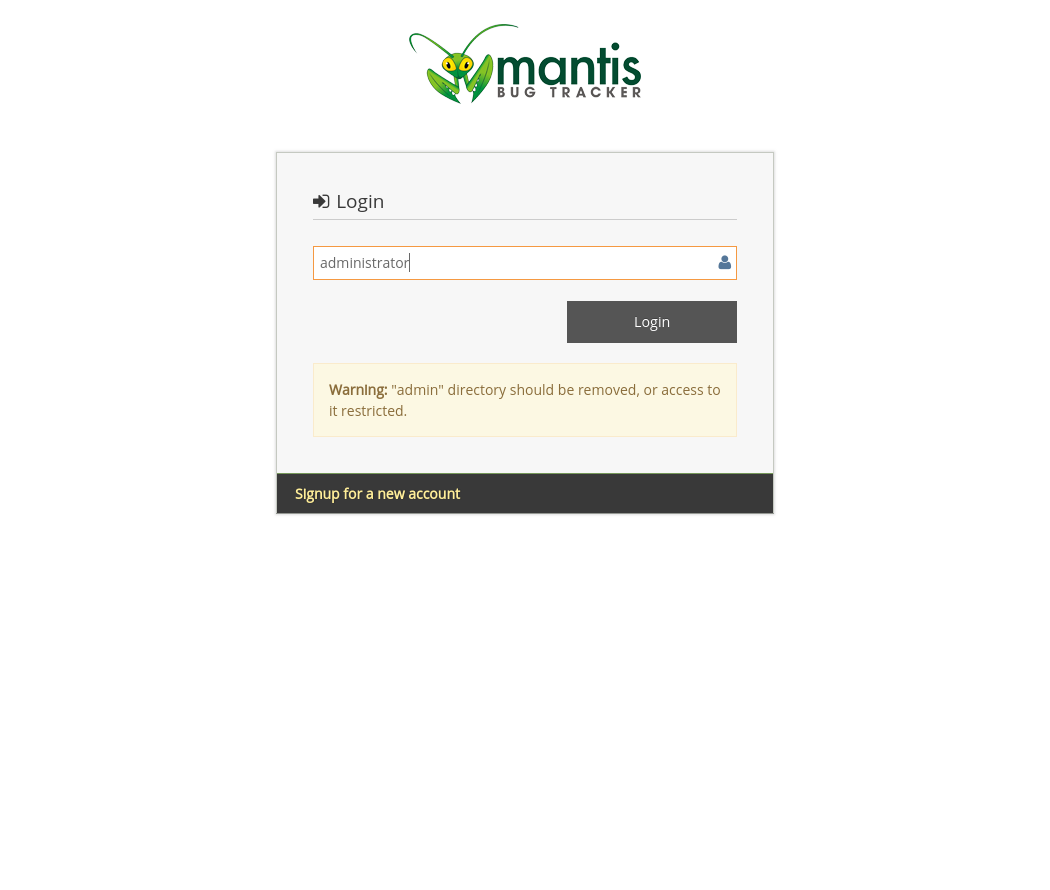 mantis
BUG TRACKER
Login
administrator
Login
Warning: "admin" directory should be removed, or access to
it restricted.
Signup for a new account